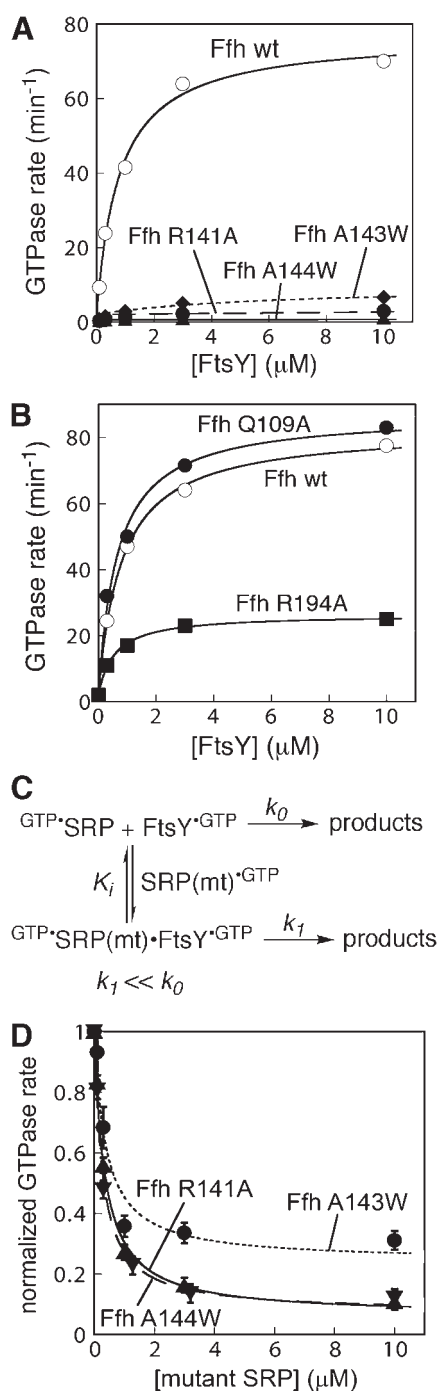 A
GTPase rate (min⁻¹)
80
60
40
20
0
Ffh wt
Ffh R141A
Ffh A143W
Ffh A144W
0 2 4 6 8 10
[FtsY] (μM)
B
GTPase rate (min⁻¹)
80
60
40
20
0
Ffh Q109A
Ffh wt
Ffh R194A
0 2 4 6 8 10
[FtsY] (μM)
C
GTP•SRP + FtsY•GTP k0 products
Ki SRP(mt)•GTP
GTP•SRP(mt)•FtsY•GTP k1 products
k1 << k0
D
normalized GTPase rate
1
0.8
0.6
0.4
0.2
0
Ffh R141A
Ffh A143W
Ffh A144W
0 2 4 6 8 10
[mutant SRP] (μM)